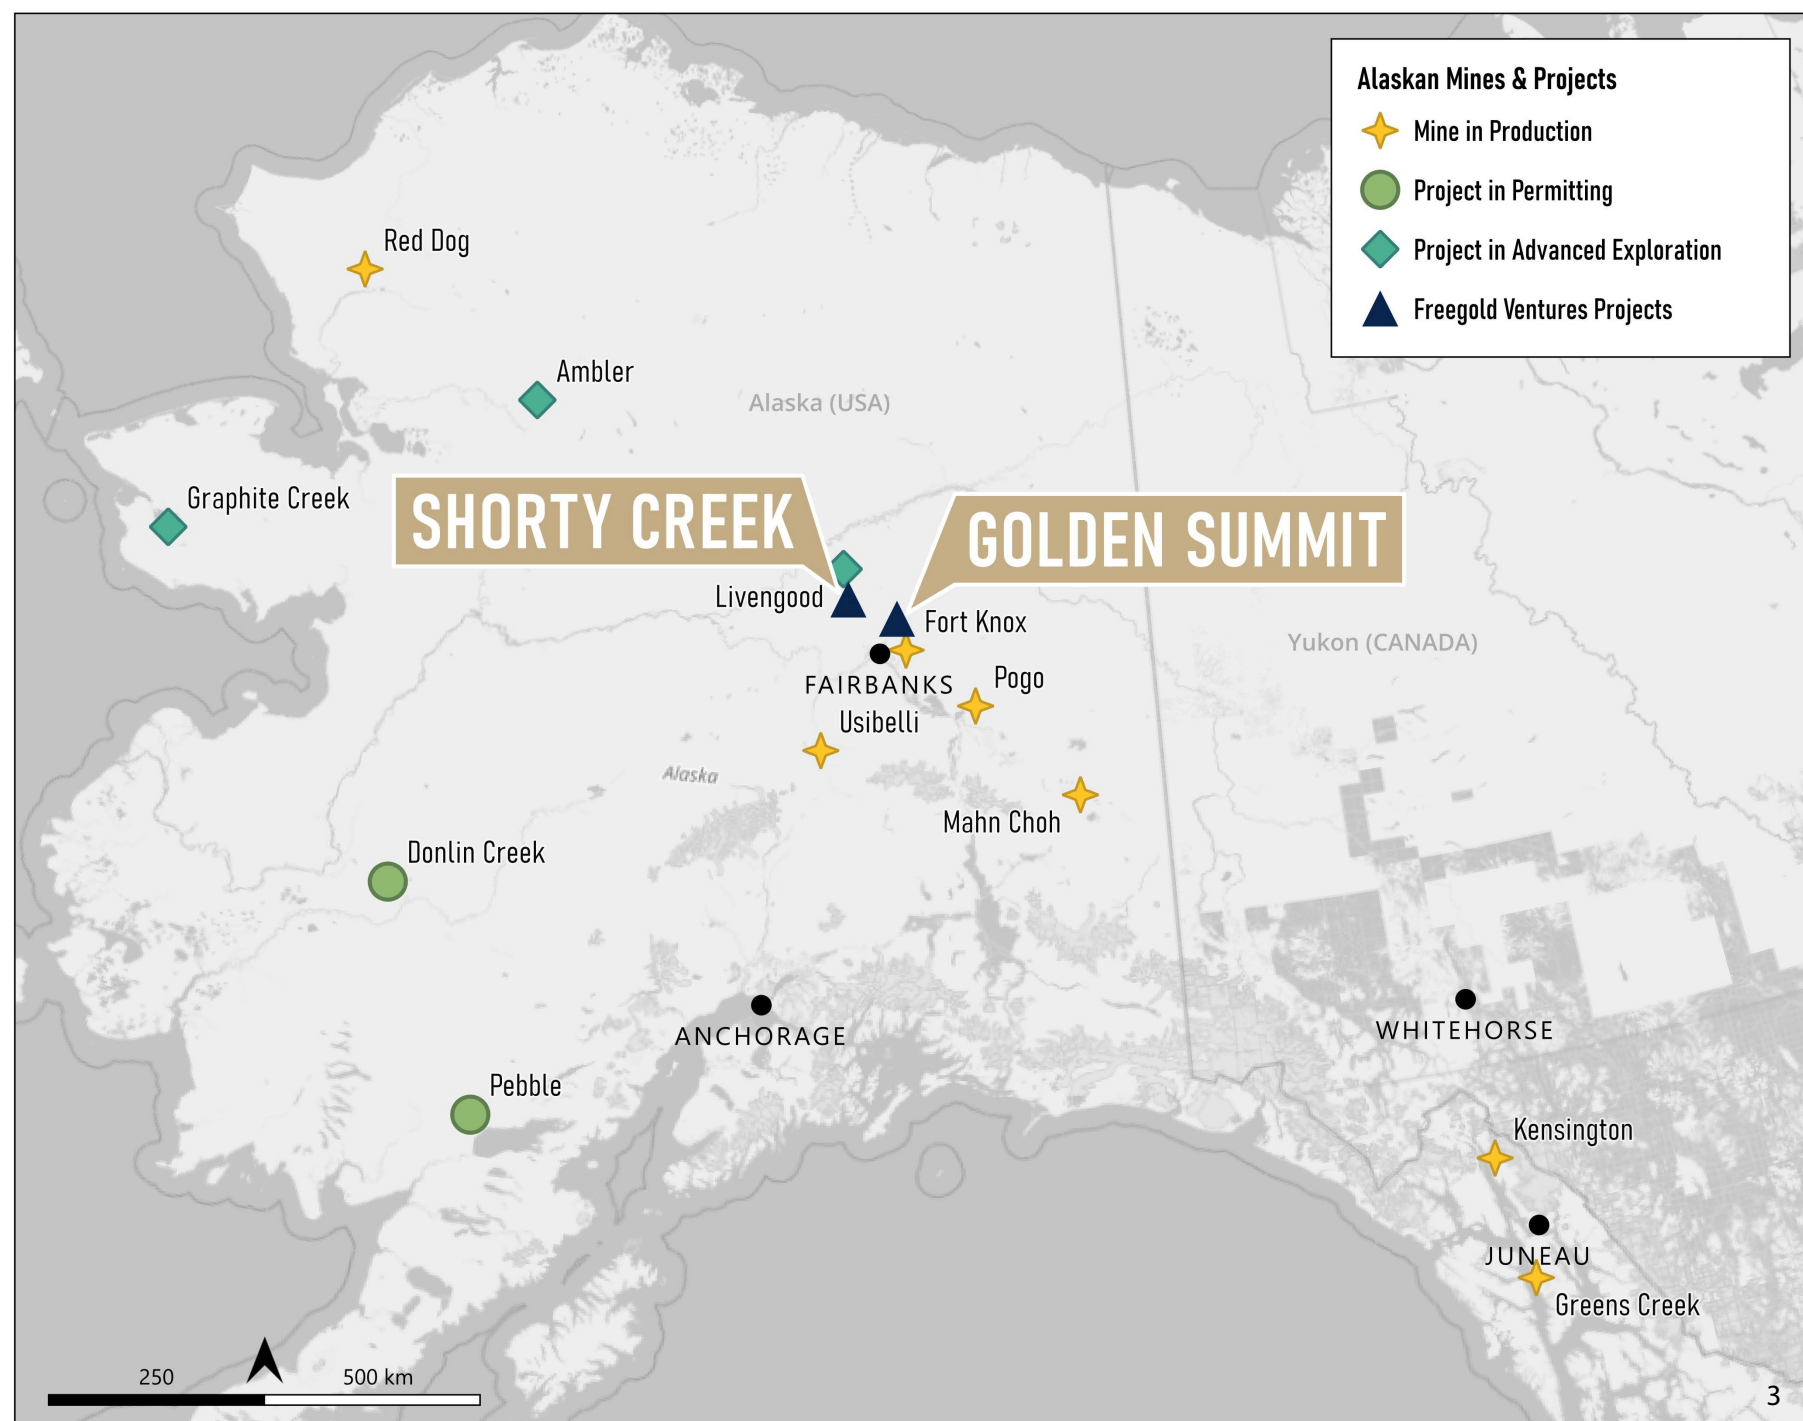 Alaskan Mines & Projects
Mine in Production
Project in Permitting
Project in Advanced Exploration
Freegold Ventures Projects
Red Dog
Ambler
Alaska (USA)
Graphite Creek
SHORTY CREEK
GOLDEN SUMMIT
Livengood
Fort Knox
Yukon (CANADA)
FAIRBANKS
Pogo
Usibelli
Alaska
Mahn Choh
Donlin Creek
ANCHORAGE
WHITEHORSE
Pebble
Kensington
JUNEAU
Greens Creek
250
500 km
3